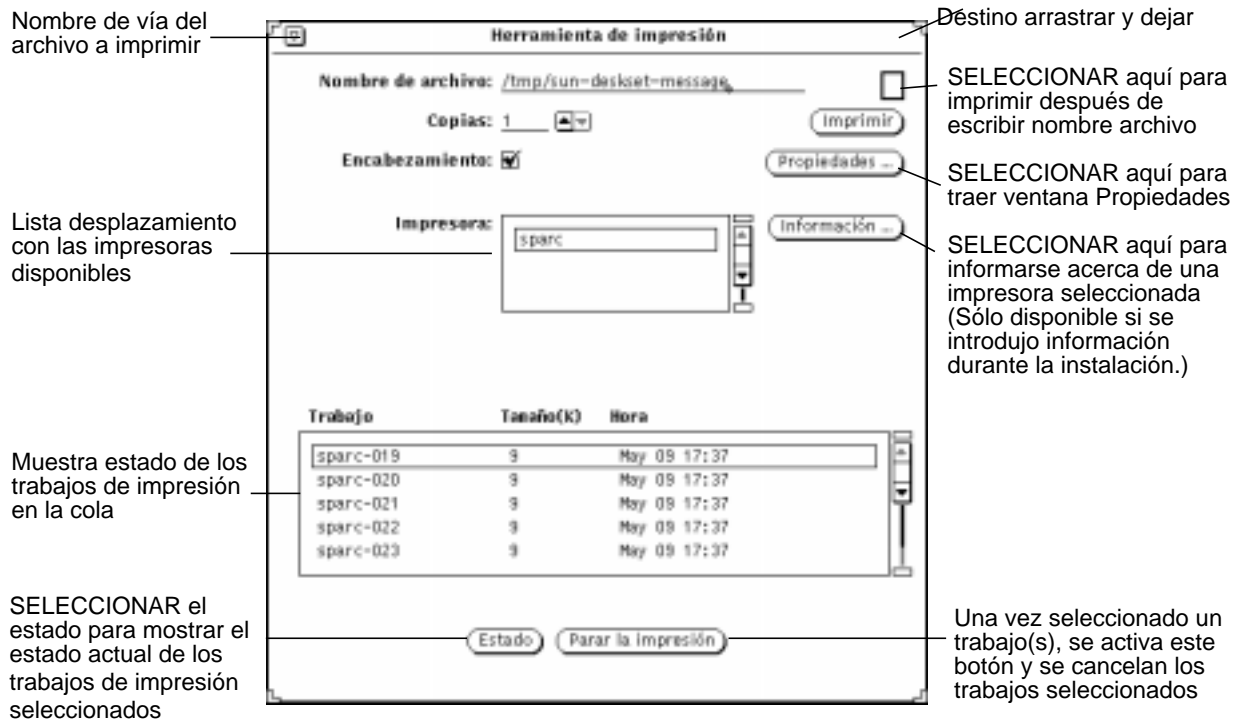 Nombre de vía del
archivo a imprimir
Destino arrastrar y dejar
Herramienta de impresión
Nombre de archivo: /tmp/sun-deskset-message
Copias: 1
Imprimir
Encabezamiento:
Propiedades ...
Impresora:
sparc
Información ...
SELECCIONAR aquí para
imprimir después de
escribir nombre archivo
SELECCIONAR aquí para
traer ventana Propiedades
SELECCIONAR aquí para
informarse acerca de una
impresora seleccionada
(Sólo disponible si se
introdujo información
durante la instalación.)
Lista desplazamiento
con las impresoras
disponibles
Trabajo Tamaño(K) Hora
sparc-019 9 May 09 17:37
sparc-020 9 May 09 17:37
sparc-021 9 May 09 17:37
sparc-022 9 May 09 17:37
sparc-023 9 May 09 17:37
Muestra estado de los
trabajos de impresión
en la cola
SELECCIONAR el
estado para mostrar el
estado actual de los
trabajos de impresión
seleccionados
Estado Parar la impresión
Una vez seleccionado un
trabajo(s), se activa este
botón y se cancelan los
trabajos seleccionados